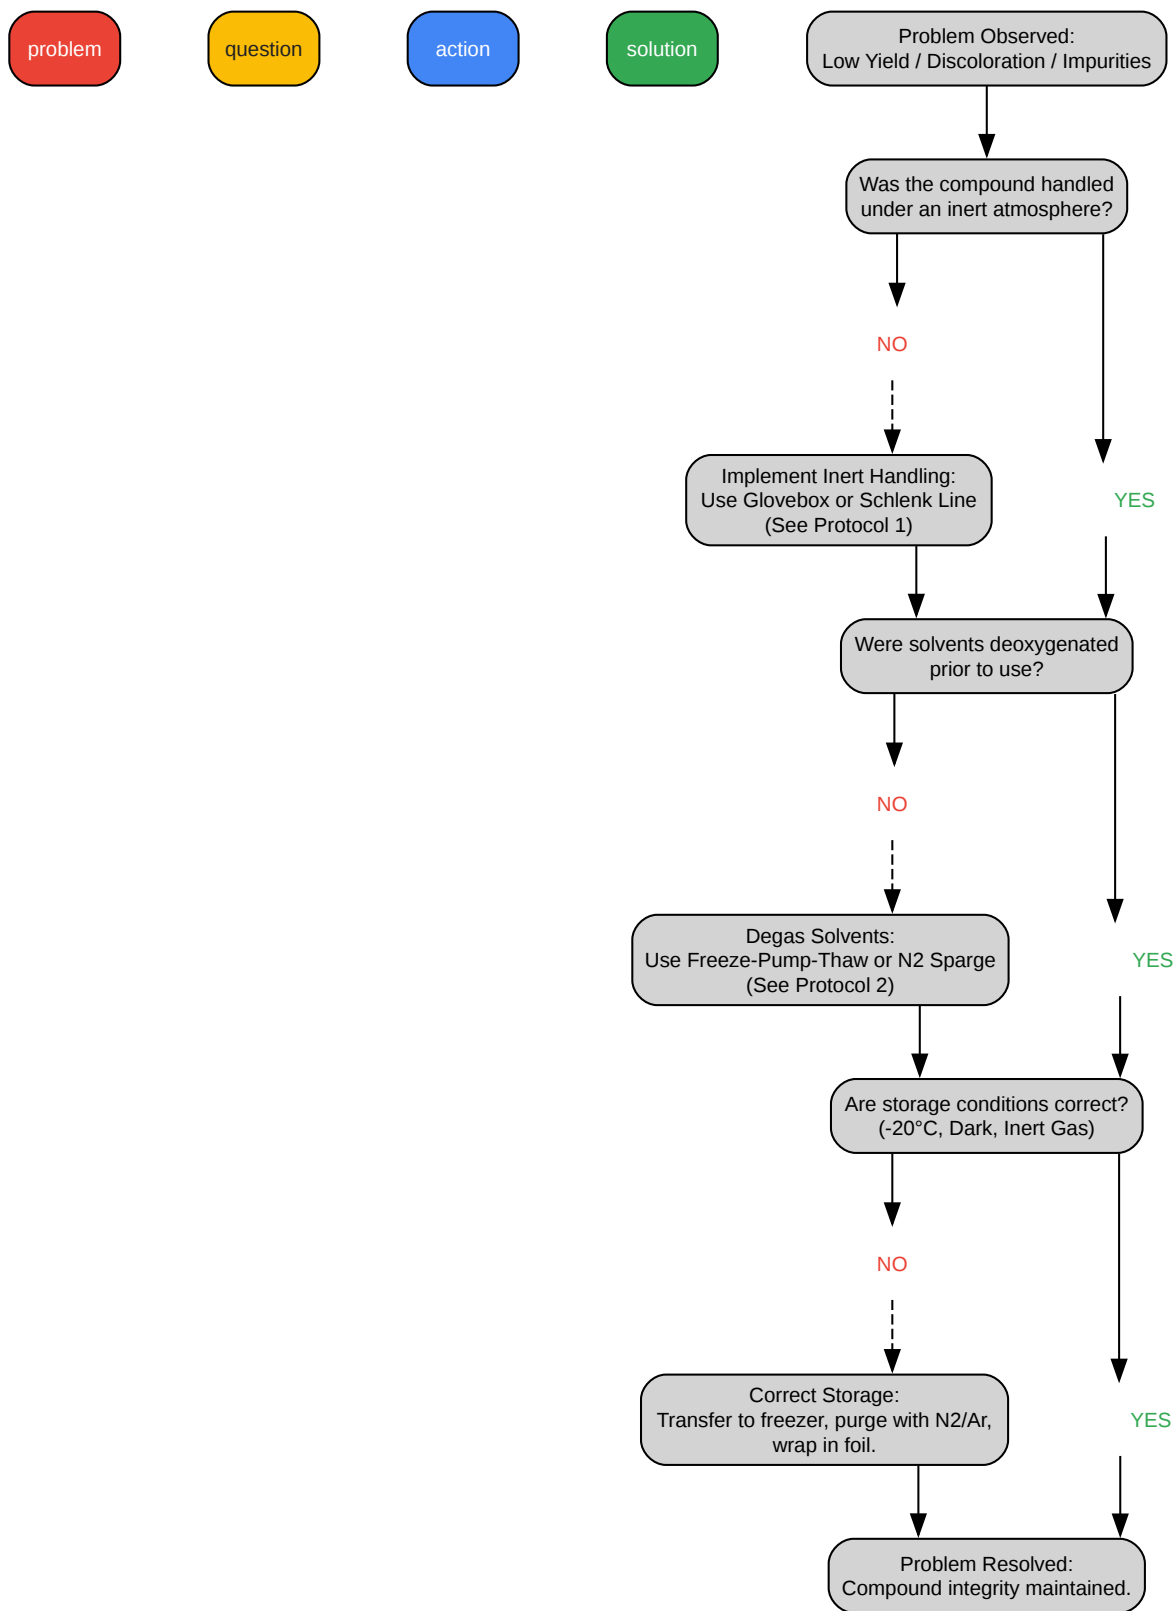 problem
question
action
solution
Problem Observed:
Low Yield / Discoloration / Impurities
Was the compound handled
under an inert atmosphere?
NO
Implement Inert Handling:
Use Glovebox or Schlenk Line
(See Protocol 1)
YES
Were solvents deoxygenated
prior to use?
NO
Degas Solvents:
Use Freeze-Pump-Thaw or N2 Sparge
(See Protocol 2)
YES
Are storage conditions correct?
(-20°C, Dark, Inert Gas)
NO
Correct Storage:
Transfer to freezer, purge with N2/Ar,
wrap in foil.
YES
Problem Resolved:
Compound integrity maintained.